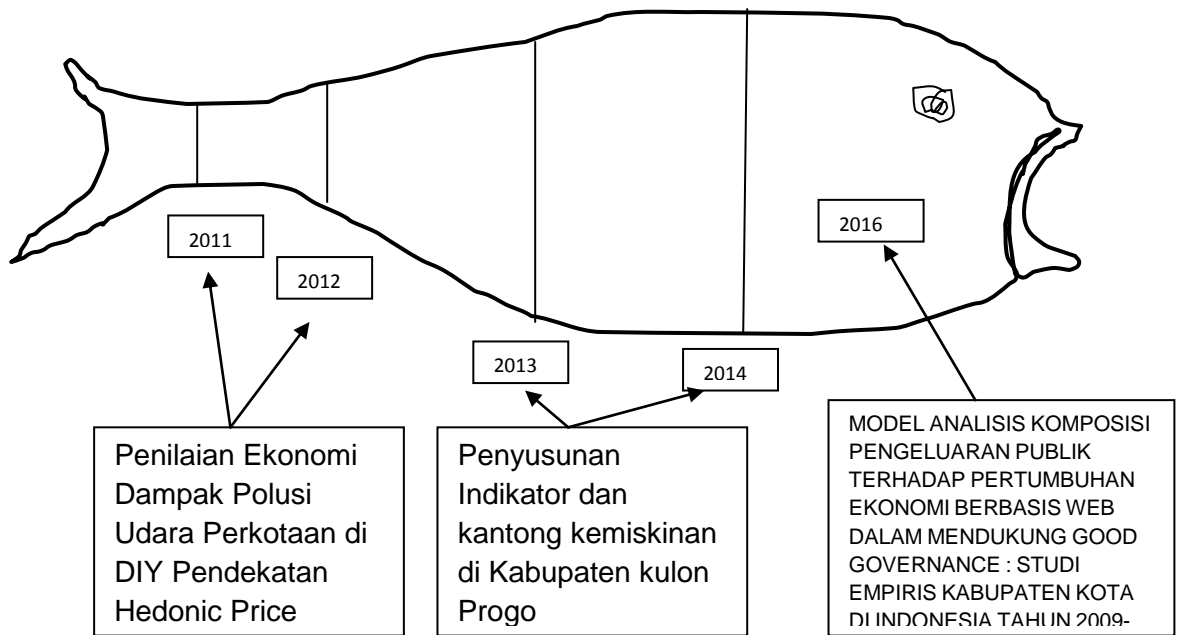 2011
2012
2016
2013
2014
Penilaian Ekonomi
Dampak Polusi
Udara Perkotaan di
DIY Pendekatan
Hedonic Price
Penyusunan
Indikator dan
kantong kemiskinan
di Kabupaten kulon
Progo
MODEL ANALISIS KOMPOSISI
PENGELUARAN PUBLIK
TERHADAP PERTUMBUHAN
EKONOMI BERBASIS WEB
DALAM MENDUKUNG GOOD
GOVERNANCE : STUDI
EMPIRIS KABUPATEN KOTA
DI INDONESIA TAHUN 2009-